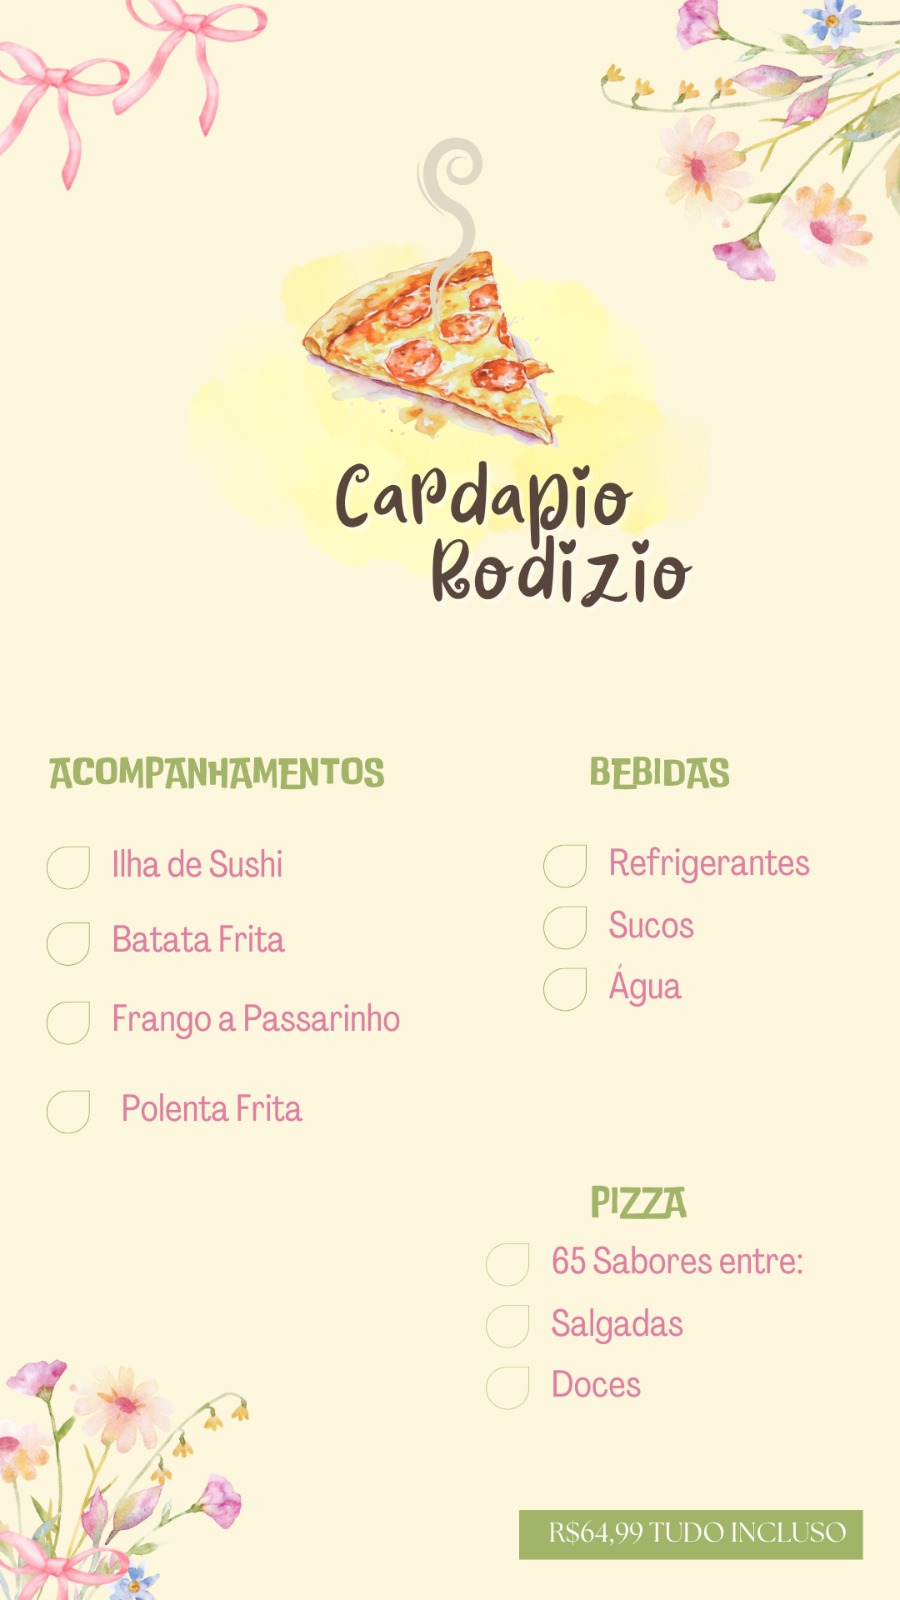 Cardapio
Rodizio
ACOMPANHAMENTOS
Ilha de Sushi
Batata Frita
Frango a Passarinho
Polenta Frita
BEBIDAS
Refrigerantes
Sucos
Água
PIZZA
65 Sabores entre:
Salgadas
Doces
R$64,99 TUDO INCLUSO